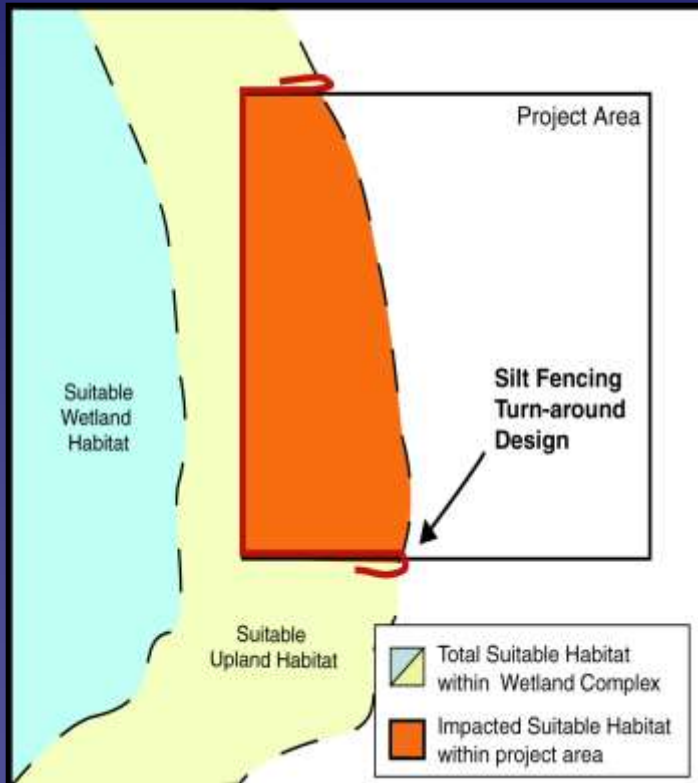 Project Area
Silt Fencing
Turn-around
Design
Suitable
Wetland
Habitat
Suitable
Upland Habitat
Total Suitable Habitat
within Wetland Complex
Impacted Suitable Habitat
within project area